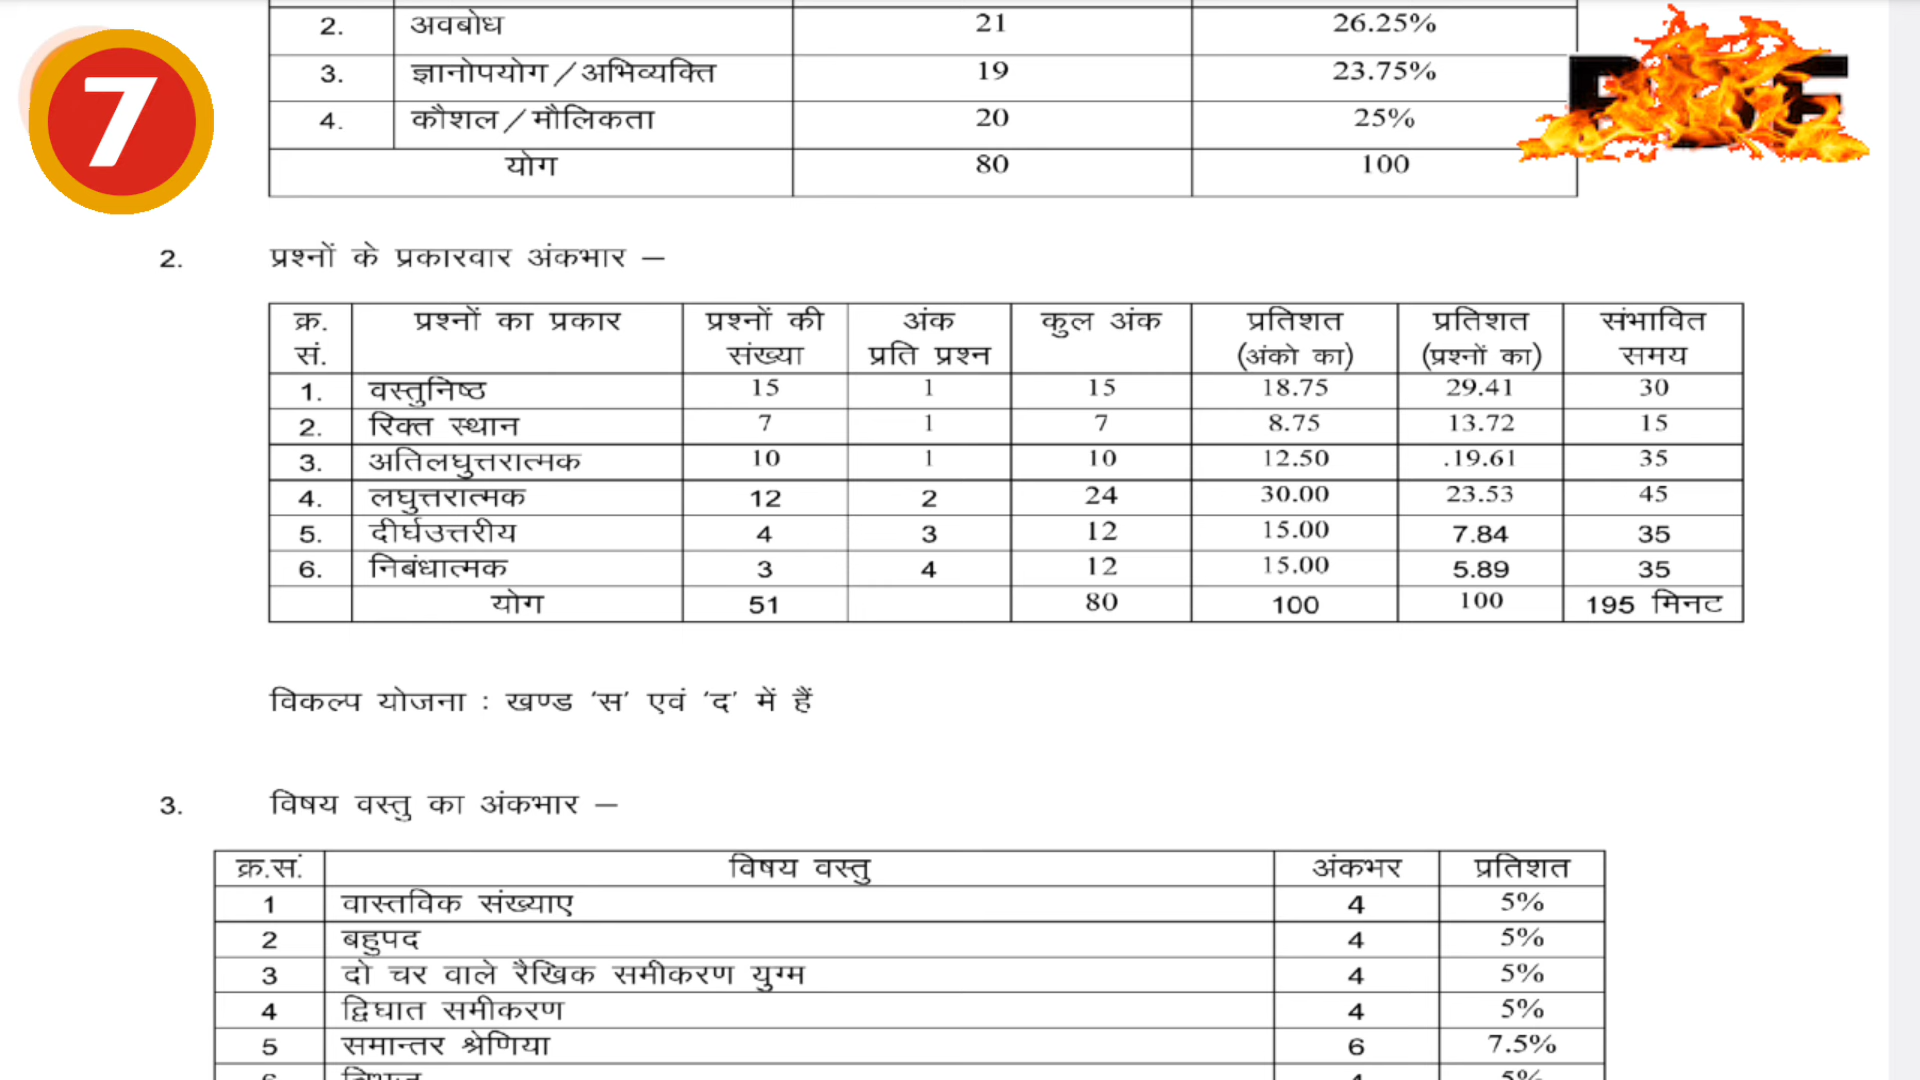 7
2. अवबोध 21 26.25%
3. ज्ञानोपयोग/अभिव्यक्ति 19 23.75%
4. कौशल/मौलिकता 20 25%
योग 80 100
2. प्रश्नों के प्रकारवार अंकभार –
क्र. सं. प्रश्नों का प्रकार प्रश्नों की संख्या अंक प्रति प्रश्न कुल अंक प्रतिशत (अंको का) प्रतिशत (प्रश्नों का) संभावित समय
1. वस्तुनिष्ठ 15 1 15 18.75 29.41 30
2. रिक्त स्थान 7 1 7 8.75 13.72 15
3. अतिलघुत्तरात्मक 10 1 10 12.50 .19.61 35
4. लघुत्तरात्मक 12 2 24 30.00 23.53 45
5. दीर्घउत्तरीय 4 3 12 15.00 7.84 35
6. निबंधात्मक 3 4 12 15.00 5.89 35
योग 51 80 100 100 195 मिनट
विकल्प योजना : खण्ड 'स' एवं 'द' में हैं
3. विषय वस्तु का अंकभार –
क्र.सं. विषय वस्तु अंकभर प्रतिशत
1 वास्तविक संख्याए 4 5%
2 बहुपद 4 5%
3 दो चर वाले रैखिक समीकरण युग्म 4 5%
4 द्विघात समीकरण 4 5%
5 समान्तर श्रेणिया 6 7.5%